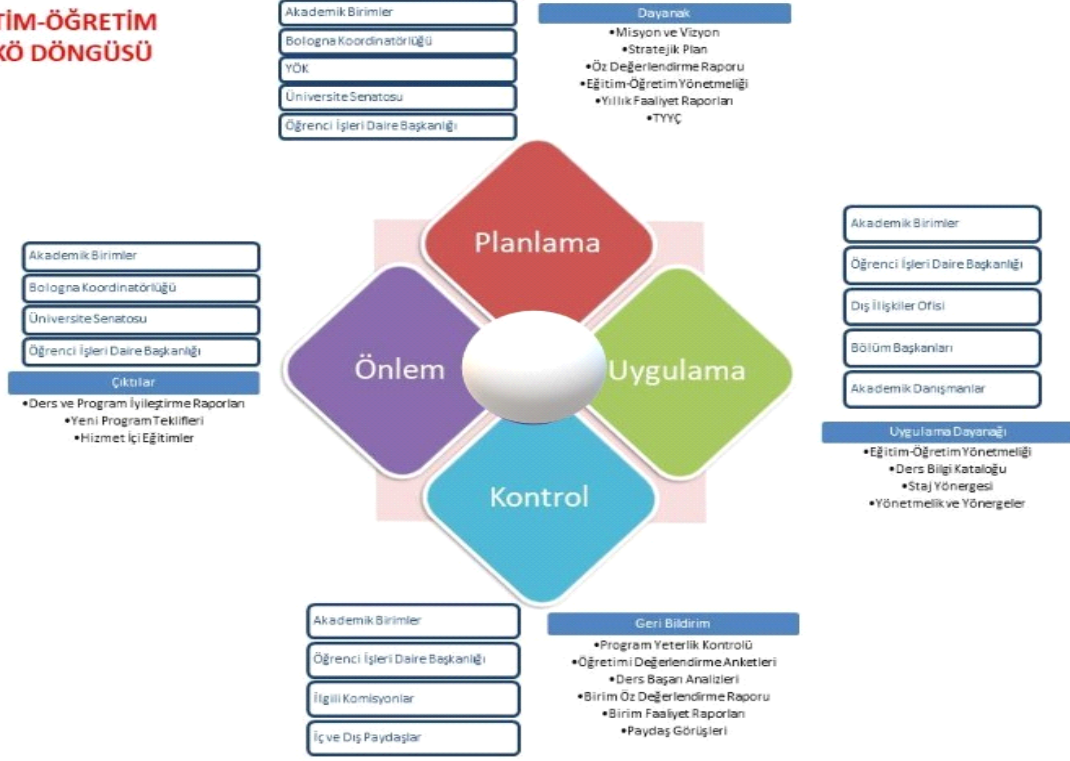 TİM-ÖĞRETİM
KÖ DÖNGÜSÜ
Akademik Birimler
Bologna Koordinatörlüğü
YÖK
Üniversite Senatosu
Öğrenci İşleri Daire Başkanlığı
Dayanak
•Misyon ve Vizyon
•Stratejik Plan
•Öz Değerlendirme Raporu
•Eğitim-Öğretim Yönetmeliği
•Yıllık Faaliyet Raporları
•TYYÇ
Planlama
Önlem
Uygulama
Kontrol
Akademik Birimler
Bologna Koordinatörlüğü
Üniversite Senatosu
Öğrenci İşleri Daire Başkanlığı
Çıktılar
•Ders ve Program İyileştirme Raporları
•Yeni Program Teklifleri
•Hizmet İçi Eğitimler
Akademik Birimler
Öğrenci İşleri Daire Başkanlığı
Dış İlişkiler Ofisi
Bölüm Başkanları
Akademik Danışmanlar
Uygulama Dayanağı
•Eğitim-Öğretim Yönetmeliği
•Ders Bilgi Kataloğu
•Staj Yönergesi
•Yönetmelik ve Yönergeler
Akademik Birimler
Öğrenci İşleri Daire Başkanlığı
İlgili Komisyonlar
İç ve Dış Paydaşlar
Geri Bildirim
•Program Yeterlik Kontrolü
•Öğretimi Değerlendirme Anketleri
•Ders Başarı Analizleri
•Birim Öz Değerlendirme Raporu
•Birim Faaliyet Raporları
•Paydaş Görüşleri